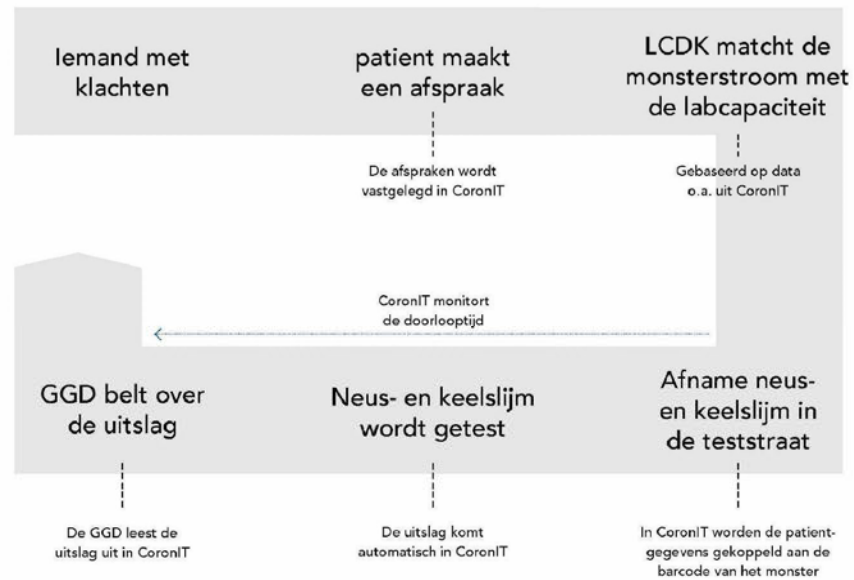 Iemand met
klachten
patient maakt
een afspraak
LCDK matcht de
monsterstroom met
de labcapaciteit
De afspraken wordt
vastgelegd in CoronIT
Gebaseerd op data
o.a. uit CoronIT
CoronIT monitort
de doorlooptijd
GGD belt over
de uitslag
Neus- en keelslijm
wordt getest
Afname neus-
en keelslijm in
de teststraat
De GGD leest de
uitslag uit in CoronIT
De uitslag komt
automatisch in CoronIT
In CoronIT worden de patient-
gegevens gekoppeld aan de
barcode van het monster